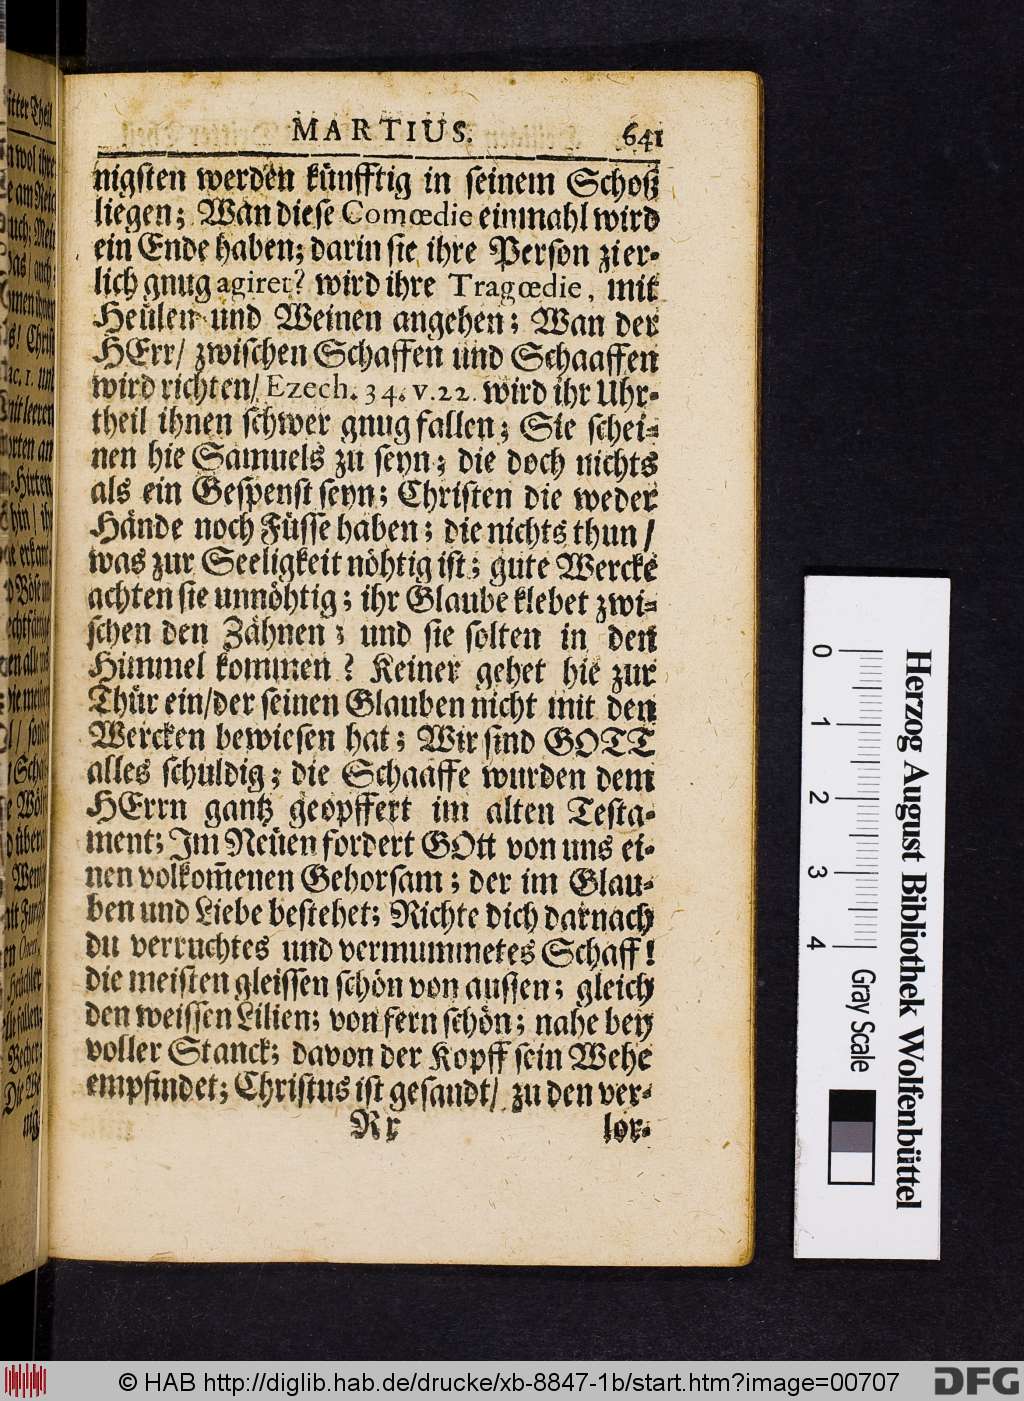 MARTIUS. 641
nigsten werden künfftig in seinem Schoß
liegen; Wan diese Comœdie einmahl wird
ein Ende haben; darin sie ihre Person zier-
lich gnug agiret? wird ihre Tragœdie, mit
Heülen und Weinen angehen; Wan der
HErr/ zwischen Schaffen und Schaaffen
wird richten/ Ezech. 34. v. 22. wird ihr Uhr-
theil ihnen schwer gnug fallen; Sie schei-
nen hie Samuels zu seyn; die doch nichts
als ein Gespenst seyn; Christen die weder
Hände noch Füsse haben; die nichts thun/
was zur Seeligkeit nöhtig ist; gute Wercke
achten sie unnöhtig; ihr Glaube klebet zwi-
schen den Zähnen; und sie solten in den
Himmel kommen? Keiner gehet hie zur
Thür ein/ der seinen Glauben nicht mit den
Wercken bewiesen hat; Wir sind GOTT
alles schuldig; die Schaaffe wurden dem
HErrn gantz geopffert im alten Testa-
ment; Im Neüen fordert GOtt von uns ei-
nen volkom̅enen Gehorsam; der im Glau-
ben und Liebe bestehet; Richte dich darnach
du verruchtes und vermummetes Schaff!
die meisten gleissen schön von aussen; gleich
den weissen Lilien; von fern schön; nahe bey
voller Stanck; davon der Kopff sein Wehe
empfindet; Christus ist gesandt/ zu den ver-
Rr lor-
0 1 2 3 4 Gray Scale
Herzog August Bibliothek Wolfenbüttel
© HAB http://diglib.hab.de/drucke/xb-8847-1b/start.htm?image=00707
DFG